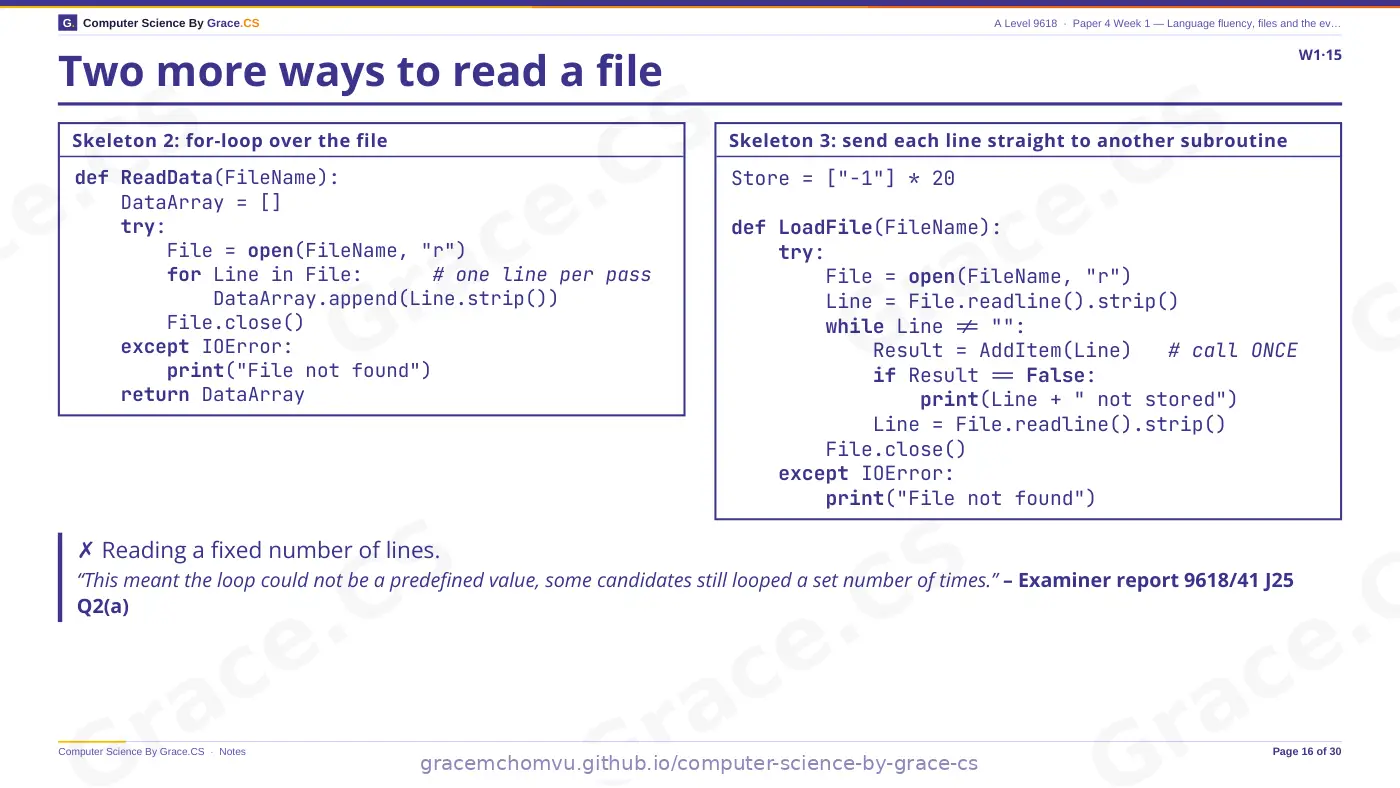 G. Computer Science By Grace.CS
A Level 9618 · Paper 4 Week 1 — Language fluency, files and the ev…
Two more ways to read a file
W1·15
Skeleton 2: for-loop over the file
def ReadData(FileName):
    DataArray = []
    try:
        File = open(FileName, "r")
        for Line in File:      # one line per pass
            DataArray.append(Line.strip())
        File.close()
    except IOError:
        print("File not found")
    return DataArray
Skeleton 3: send each line straight to another subroutine
Store = ["-1"] * 20
def LoadFile(FileName):
    try:
        File = open(FileName, "r")
        Line = File.readline().strip()
        while Line != "":
            Result = AddItem(Line)   # call ONCE
            if Result == False:
                print(Line + " not stored")
            Line = File.readline().strip()
        File.close()
    except IOError:
        print("File not found")
✗ Reading a fixed number of lines.
“This meant the loop could not be a predefined value, some candidates still looped a set number of times.” – Examiner report 9618/41 J25
Q2(a)
Computer Science By Grace.CS · Notes
Page 16 of 30
gracemchomvu.github.io/computer-science-by-grace-cs